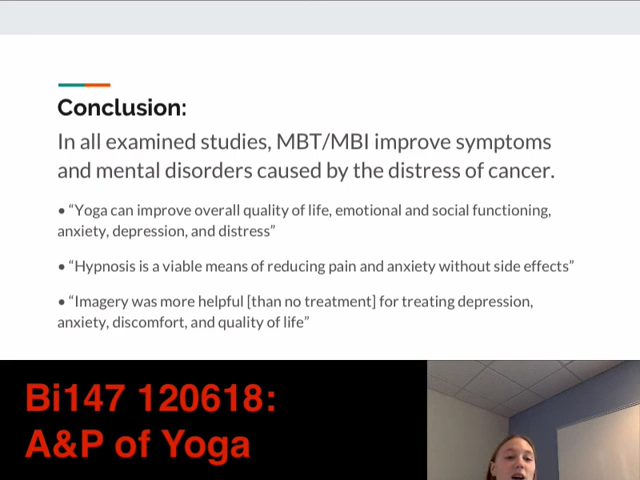 Conclusion:
In all examined studies, MBT/MBI improve symptoms
and mental disorders caused by the distress of cancer.
• “Yoga can improve overall quality of life, emotional and social functioning,
anxiety, depression, and distress”
• “Hypnosis is a viable means of reducing pain and anxiety without side effects”
• “Imagery was more helpful [than no treatment] for treating depression,
anxiety, discomfort, and quality of life”
Bi147 120618:
A&P of Yoga